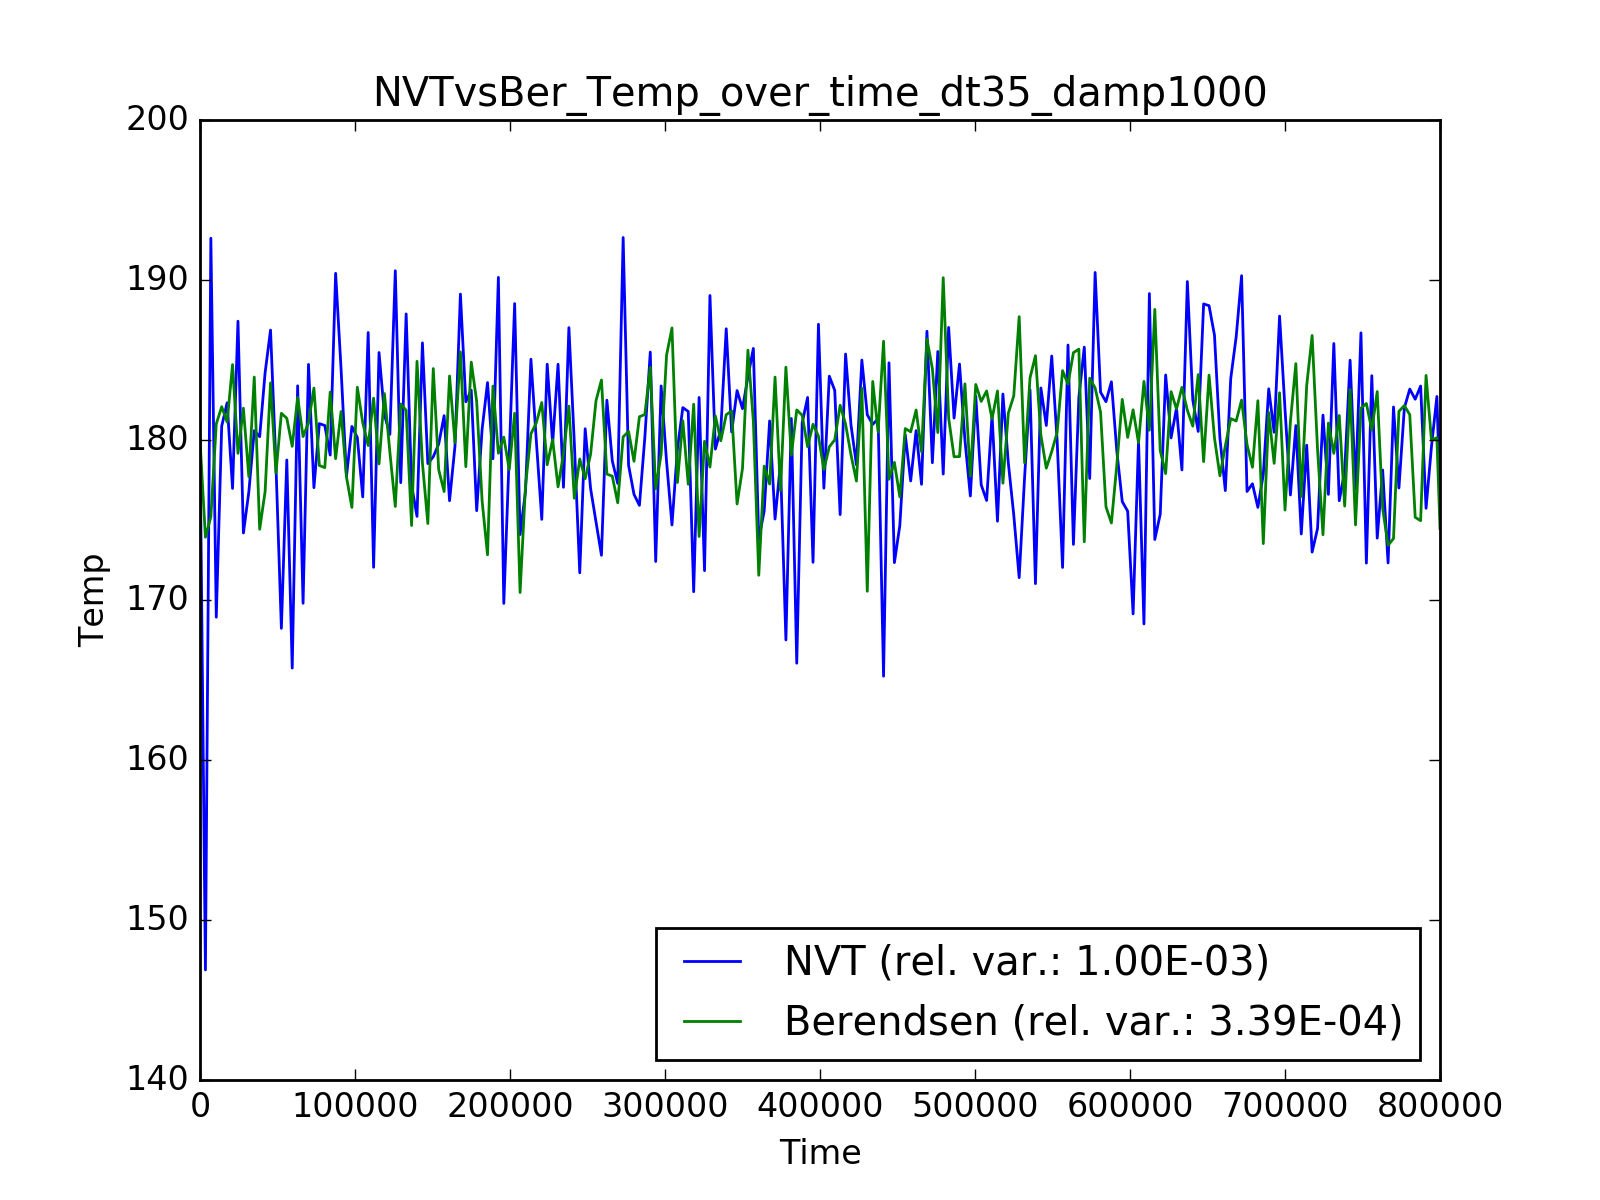 NVTvsBer_Temp_over_time_dt35_damp1000
200
190
180
170
160
150
140
Temp
NVT (rel. var.: 1.00E-03)
Berendsen (rel. var.: 3.39E-04)
0 100000 200000 300000 400000 500000 600000 700000 800000
Time